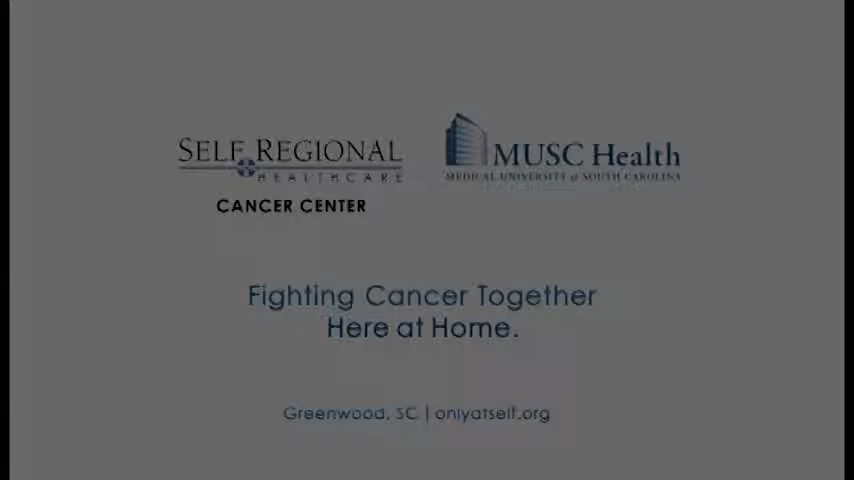 SELF REGIONAL
HEALTHCARE
CANCER CENTER
MUSC Health
MEDICAL UNIVERSITY of SOUTH CAROLINA
Fighting Cancer Together
Here at Home.
Greenwood, SC | onlyatself.org